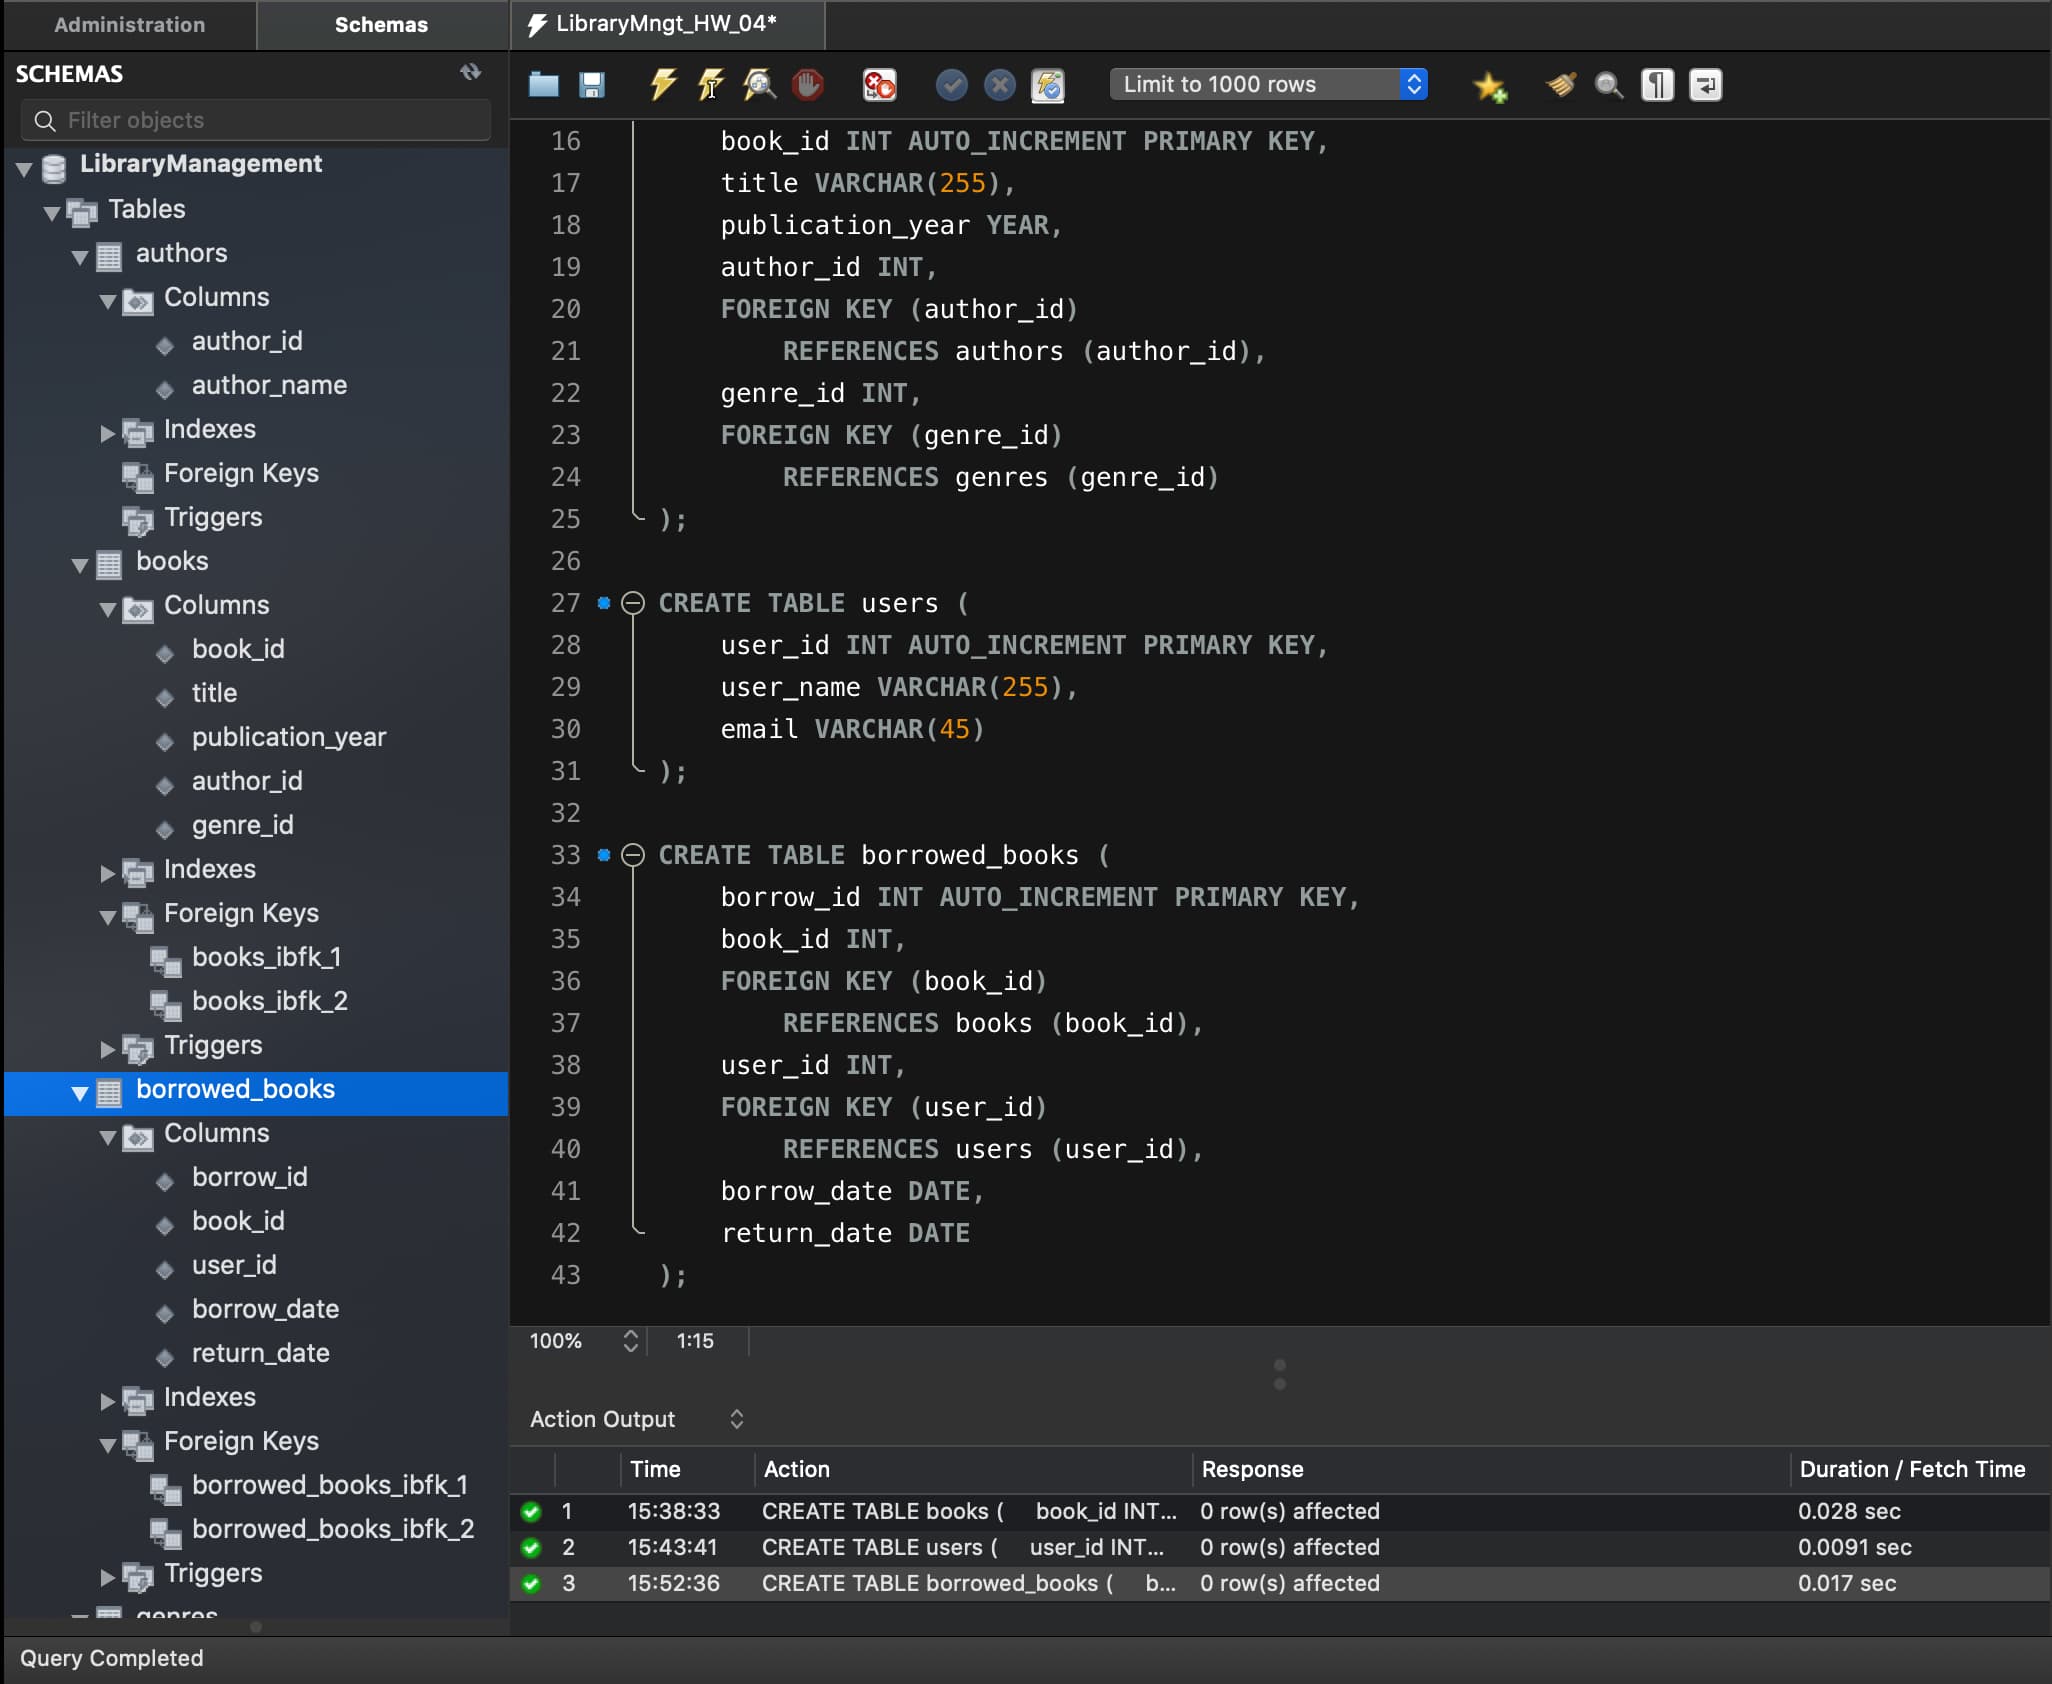 Administration
Schemas
LibraryMngt_HW_04*
SCHEMAS
Filter objects
LibraryManagement
Tables
authors
Columns
author_id
author_name
Indexes
Foreign Keys
Triggers
books
Columns
book_id
title
publication_year
author_id
genre_id
Indexes
Foreign Keys
books_ibfk_1
books_ibfk_2
Triggers
borrowed_books
Columns
borrow_id
book_id
user_id
borrow_date
return_date
Indexes
Foreign Keys
borrowed_books_ibfk_1
borrowed_books_ibfk_2
Triggers
genres
Limit to 1000 rows
16 book_id INT AUTO_INCREMENT PRIMARY KEY,
17 title VARCHAR(255),
18 publication_year YEAR,
19 author_id INT,
20 FOREIGN KEY (author_id)
21 REFERENCES authors (author_id),
22 genre_id INT,
23 FOREIGN KEY (genre_id)
24 REFERENCES genres (genre_id)
25 );
26
27 CREATE TABLE users (
28 user_id INT AUTO_INCREMENT PRIMARY KEY,
29 user_name VARCHAR(255),
30 email VARCHAR(45)
31 );
32
33 CREATE TABLE borrowed_books (
34 borrow_id INT AUTO_INCREMENT PRIMARY KEY,
35 book_id INT,
36 FOREIGN KEY (book_id)
37 REFERENCES books (book_id),
38 user_id INT,
39 FOREIGN KEY (user_id)
40 REFERENCES users (user_id),
41 borrow_date DATE,
42 return_date DATE
43 );
100% 1:15
Action Output
Time Action Response Duration / Fetch Time
1 15:38:33 CREATE TABLE books ( book_id INT... 0 row(s) affected 0.028 sec
2 15:43:41 CREATE TABLE users ( user_id INT... 0 row(s) affected 0.0091 sec
3 15:52:36 CREATE TABLE borrowed_books ( b... 0 row(s) affected 0.017 sec
Query Completed